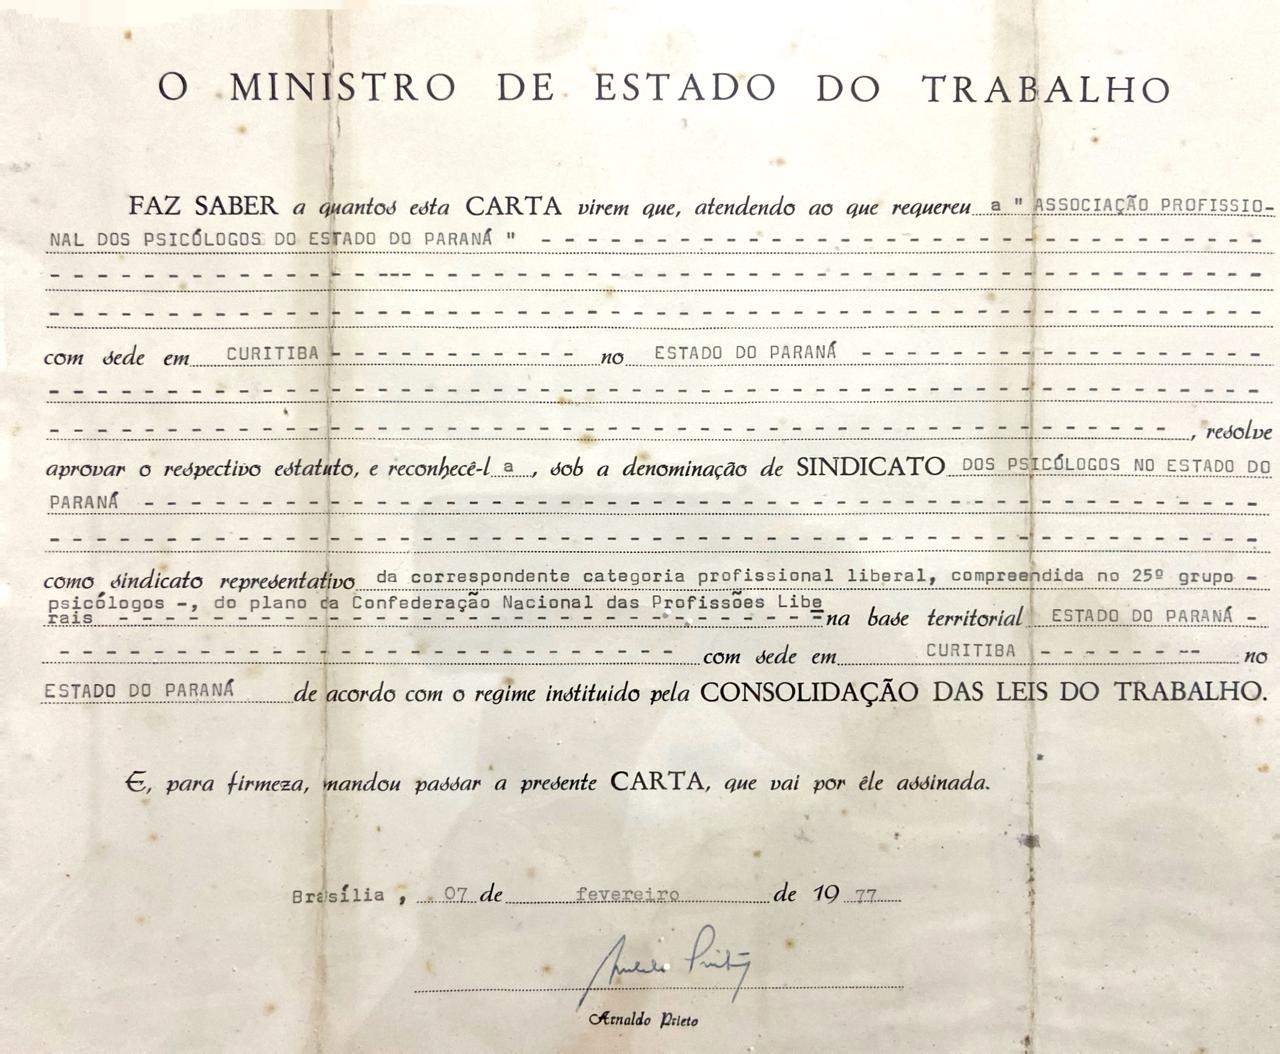 O MINISTRO DE ESTADO DO TRABALHO
FAZ SABER a quantos esta CARTA virem que, atendendo ao que requereu a " ASSOCIAÇÃO PROFISSIO-
NAL DOS PSICÓLOGOS DO ESTADO DO PARANÁ "
com sede em CURITIBA no ESTADO DO PARANÁ
, resolve
aprovar o respectivo estatuto, e reconhecê-l a , sob a denominação de SINDICATO DOS PSICÓLOGOS NO ESTADO DO
PARANÁ
como sindicato representativo da correspondente categoria profissional liberal, compreendida no 25º grupo -
psicólogos -, do plano da Confederação Nacional das Profissões Libe
rais na base territorial ESTADO DO PARANÁ -
com sede em CURITIBA no
ESTADO DO PARANÁ de acordo com o regime instituido pela CONSOLIDAÇÃO DAS LEIS DO TRABALHO.
E, para firmeza, mandou passar a presente CARTA, que vai por êle assinada.
Brasília , 07 de fevereiro de 19 77
Arnaldo Prieto
Arnaldo Prieto